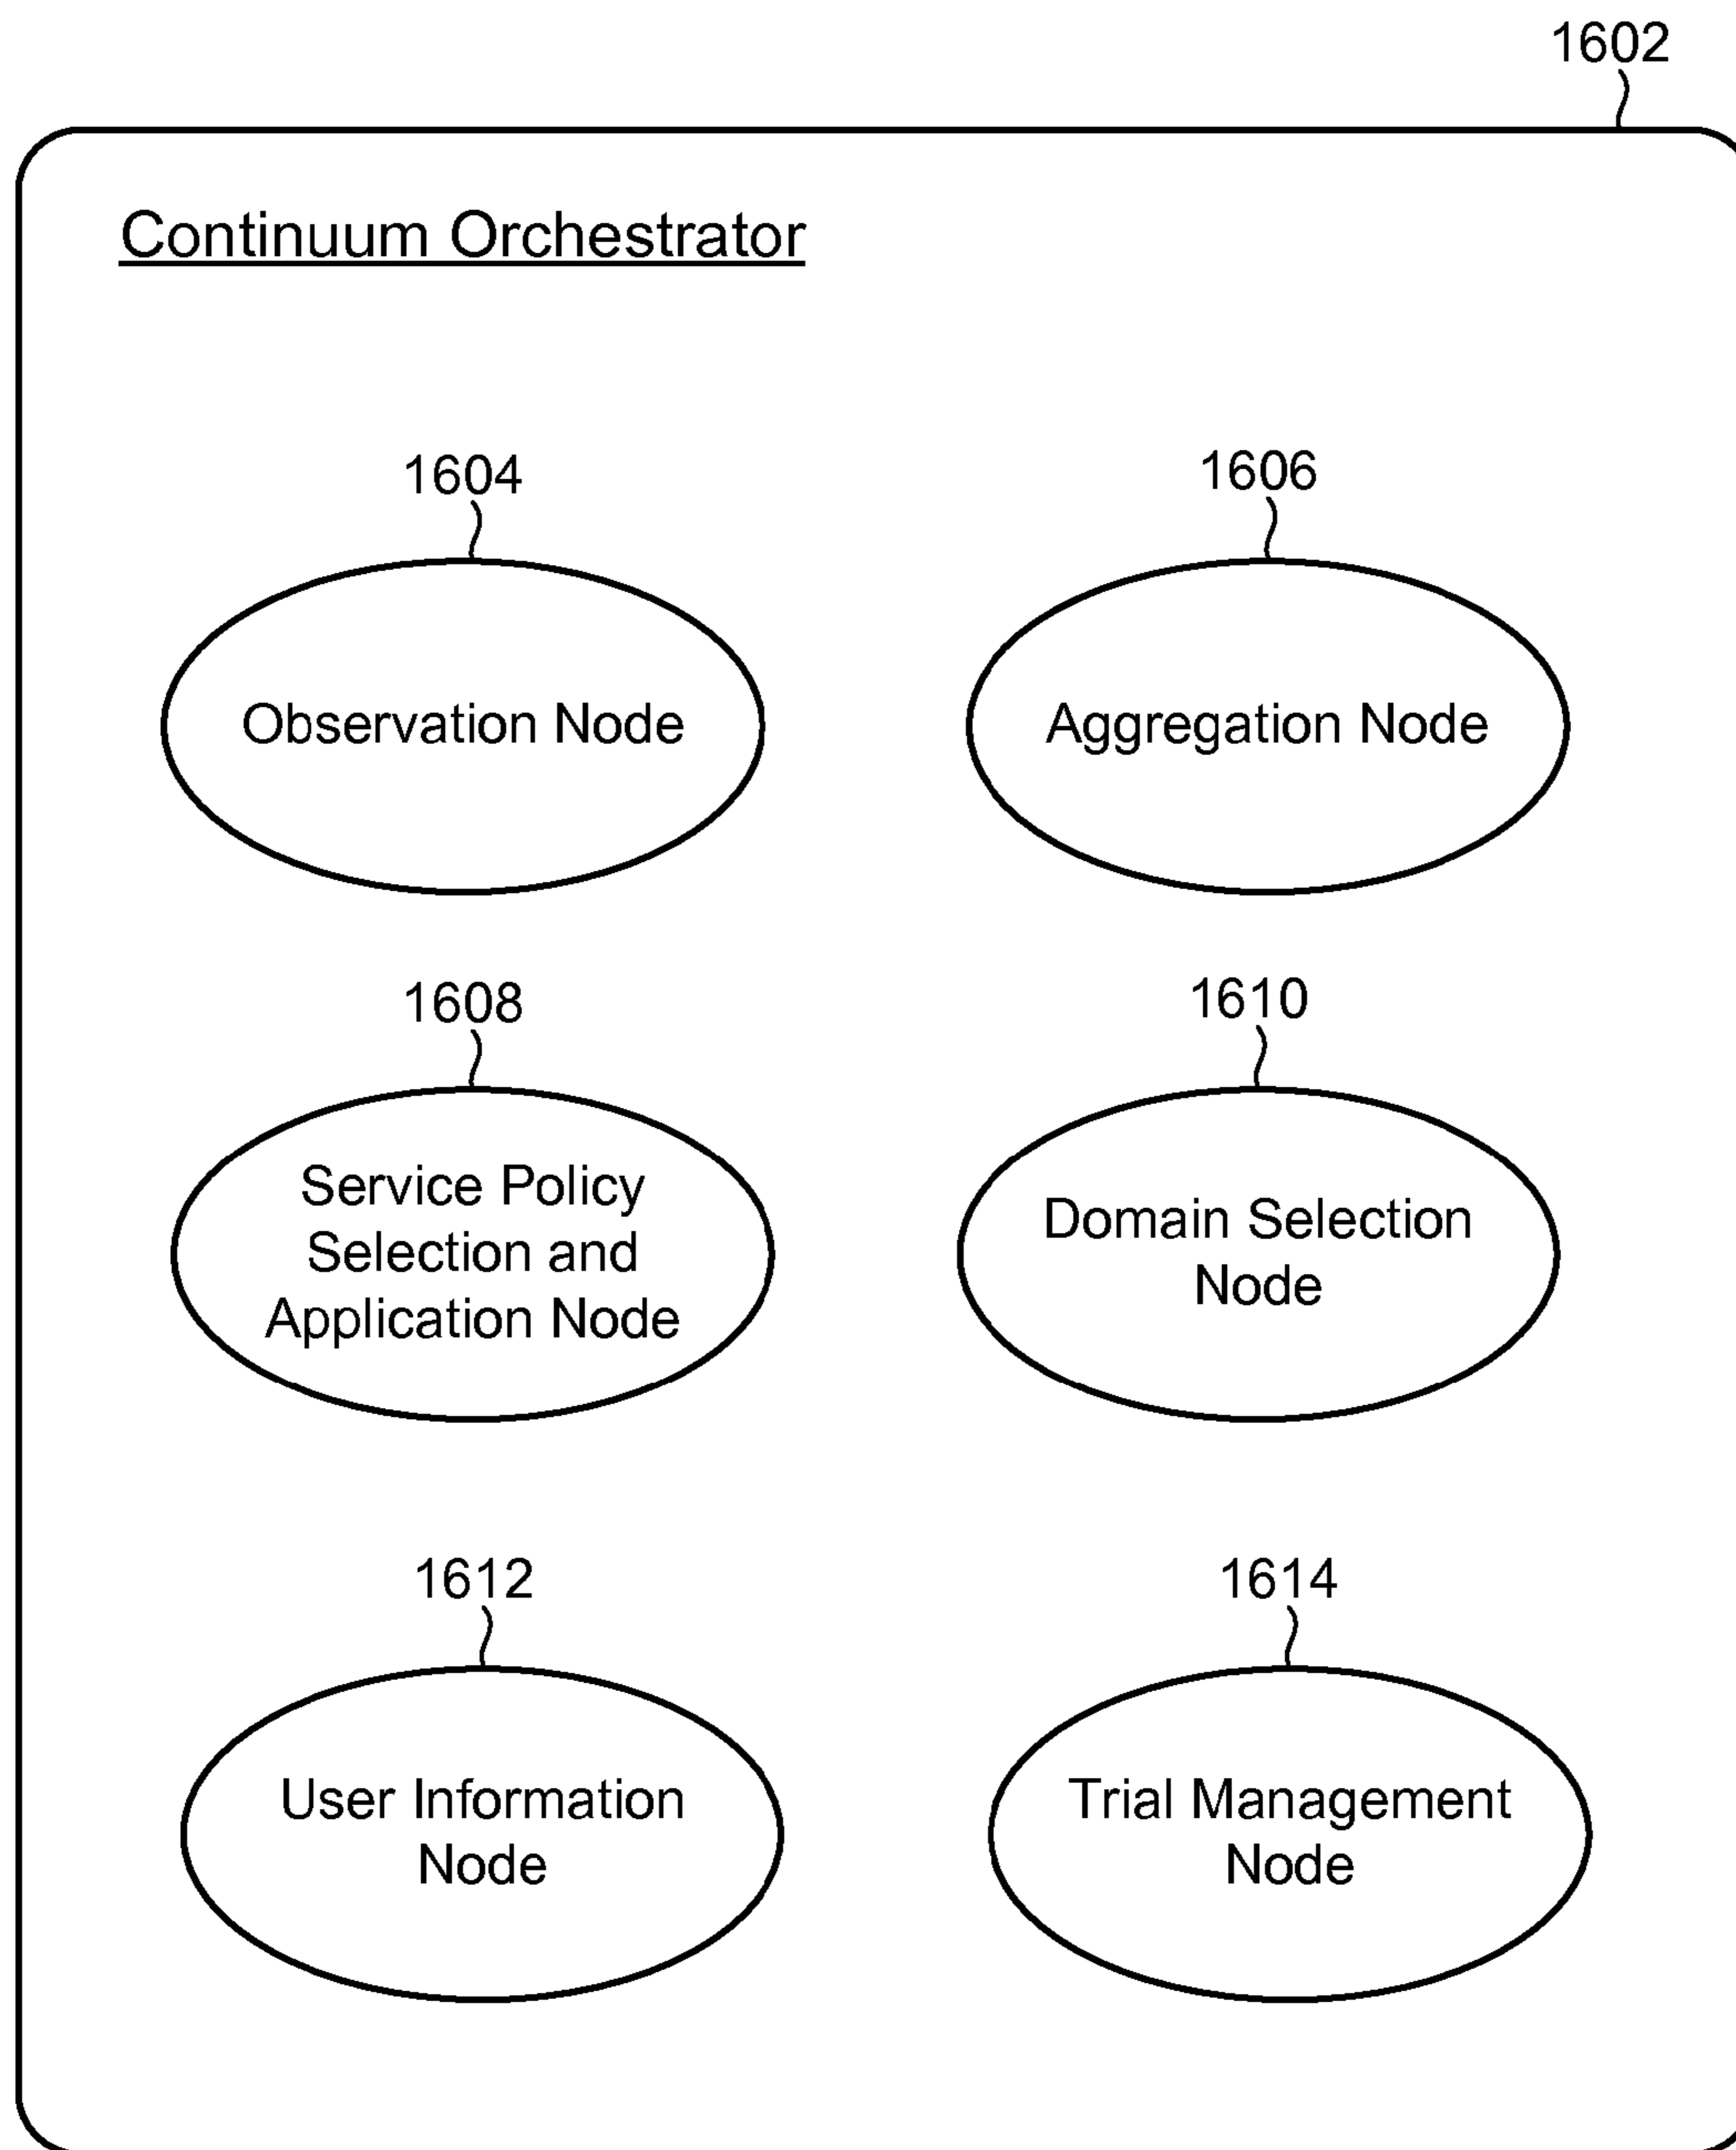 1602
Continuum Orchestrator
1604
1606
Observation Node
Aggregation Node
1608
1610
Service Policy
Selection and
Application Node
Domain Selection
Node
1612
1614
User Information
Node
Trial Management
Node